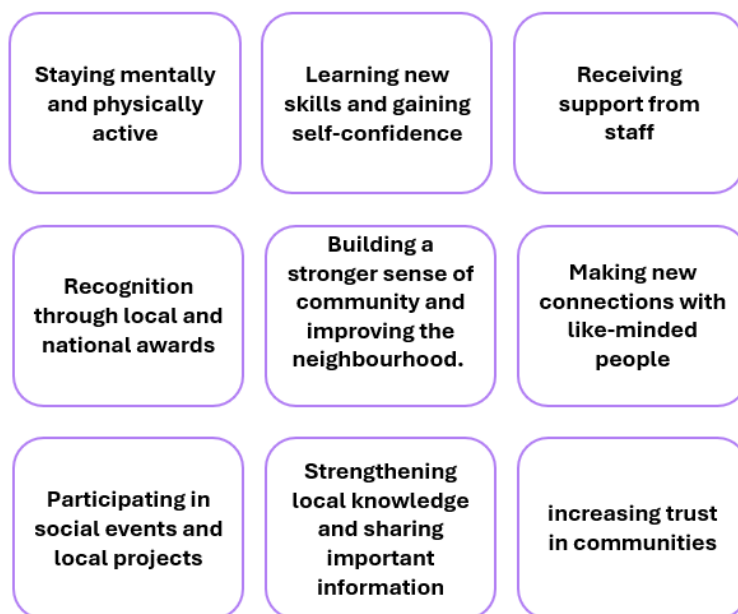 Staying mentally
and physically
active
Learning new
skills and gaining
self-confidence
Receiving
support from
staff
Recognition
through local and
national awards
Building a
stronger sense of
community and
improving the
neighbourhood.
Making new
connections with
like-minded
people
Participating in
social events and
local projects
Strengthening
local knowledge
and sharing
important
information
increasing trust
in communities